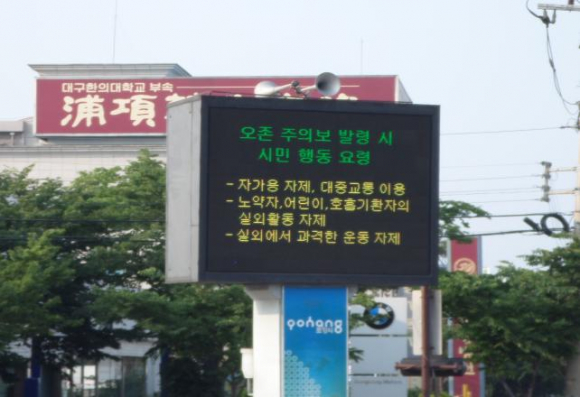 대구한의대학교 부속
浦項
오존 주의보 발령 시
시민 행동 요령
- 자가용 자제, 대중교통 이용
- 노약자,어린이,호흡기환자의
실외활동 자제
- 실외에서 과격한 운동 자제
pohang